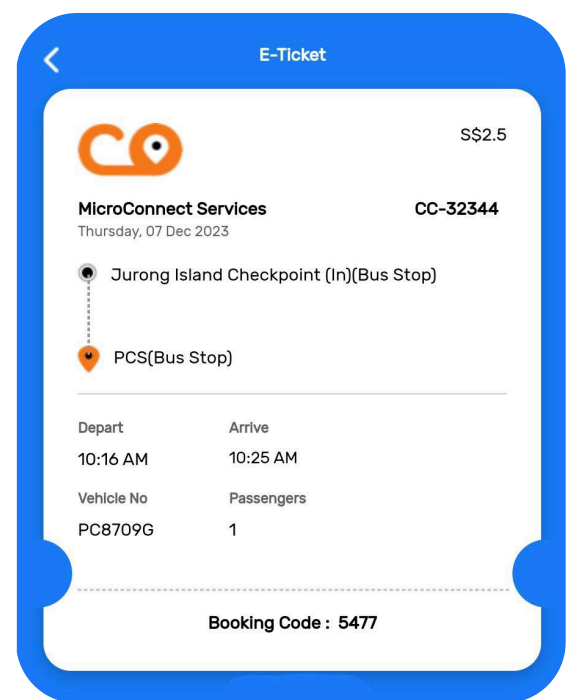 E-Ticket
S$2.5
MicroConnect Services CC-32344
Thursday, 07 Dec 2023
Jurong Island Checkpoint (In)(Bus Stop)
PCS(Bus Stop)
Depart Arrive
10:16 AM 10:25 AM
Vehicle No Passengers
PC8709G 1
Booking Code : 5477